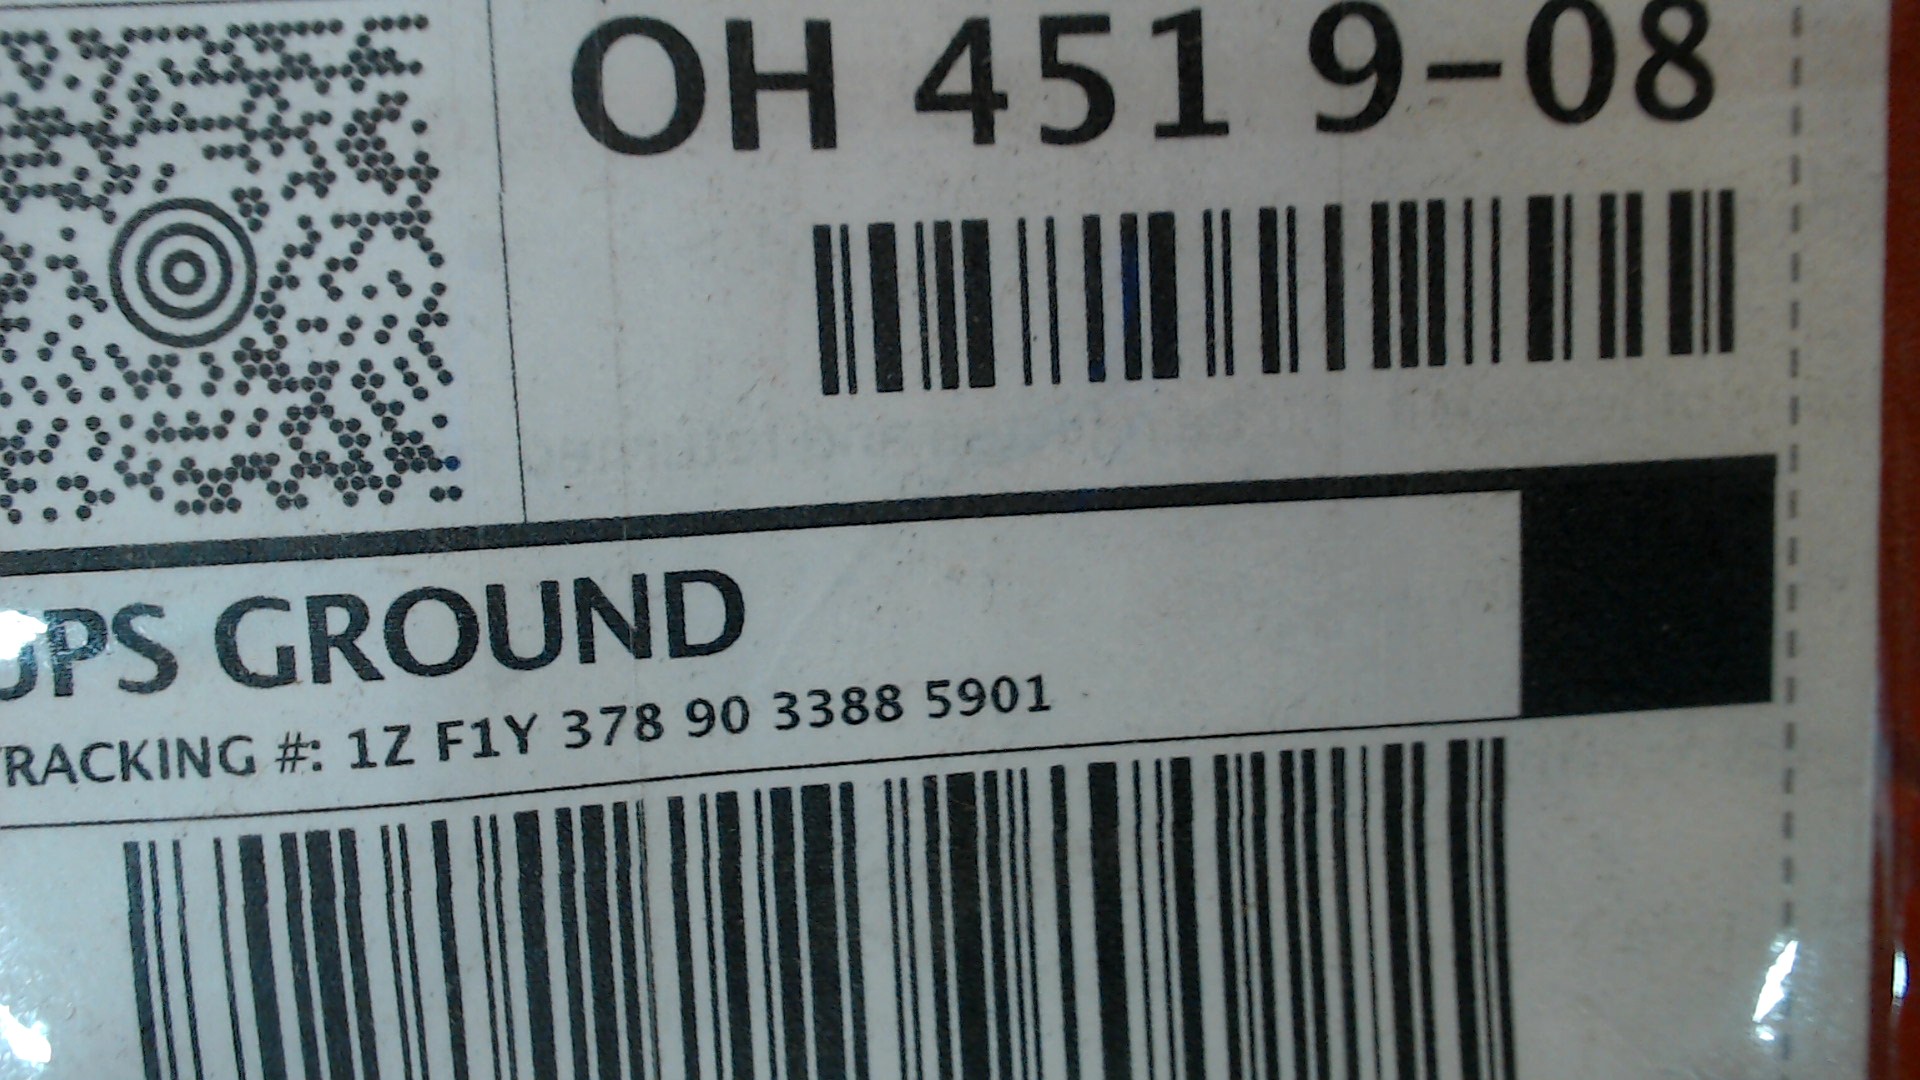 OH 451 9-08
UPS GROUND
TRACKING #: 1Z F1Y 378 90 3388 5901